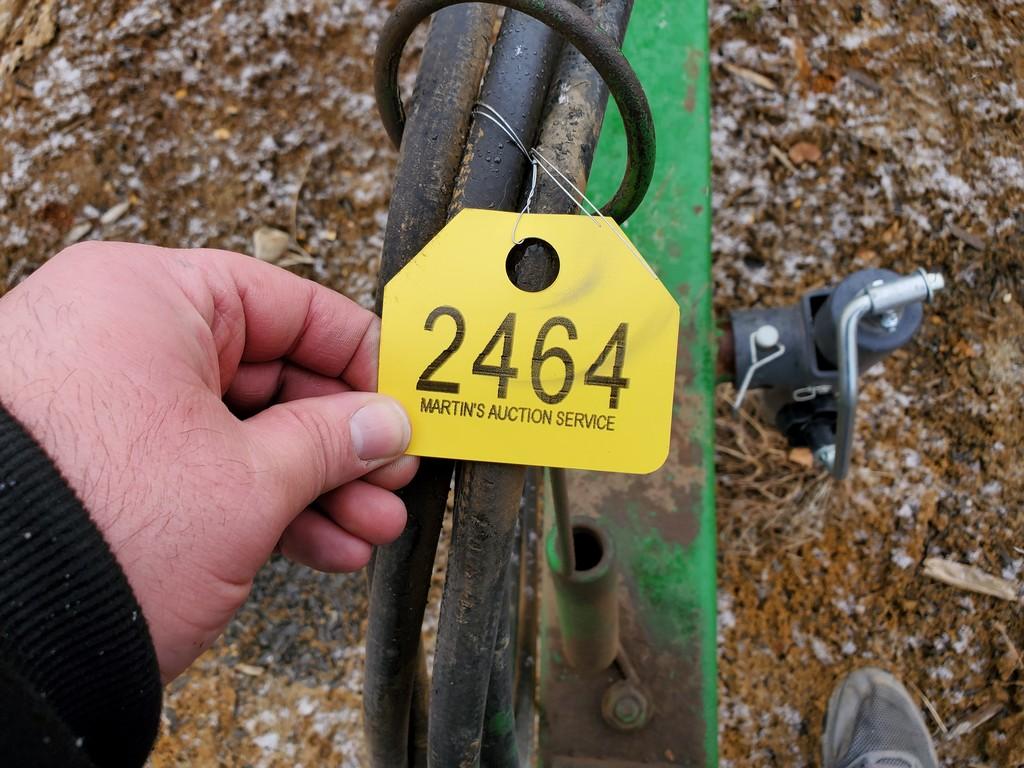 2464
MARTIN'S AUCTION SERVICE